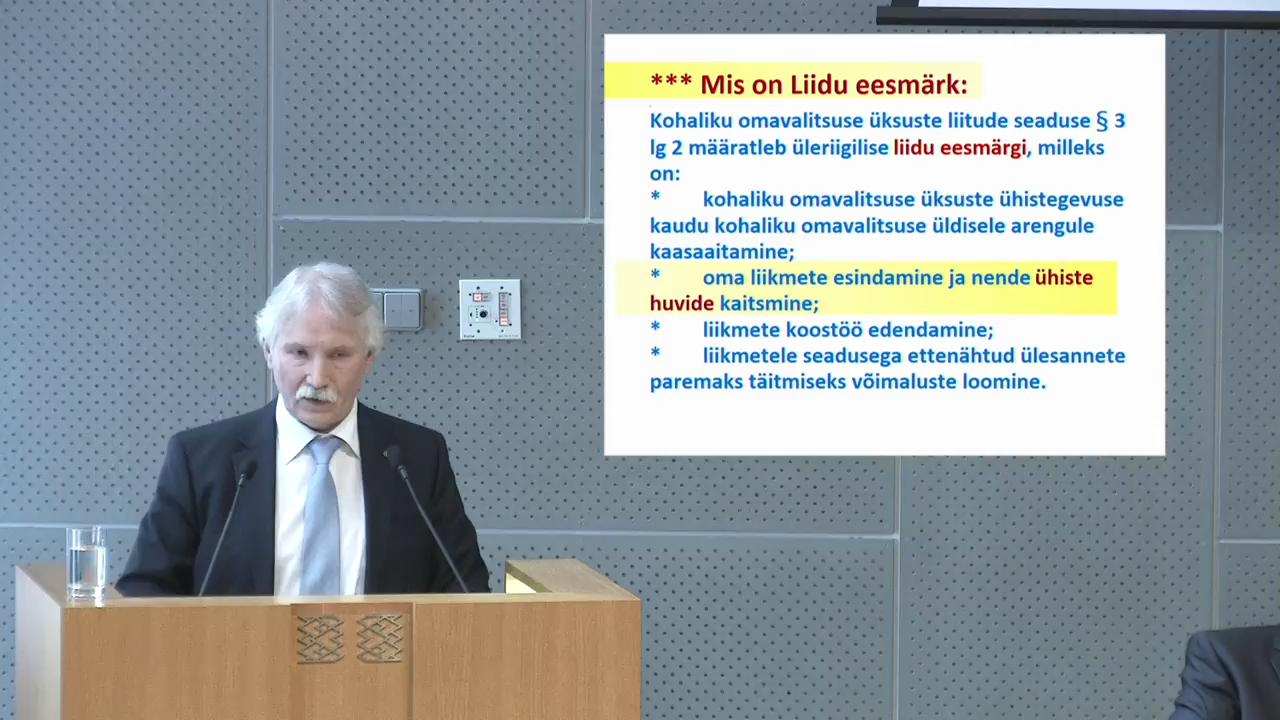 *** Mis on Liidu eesmärk:
Kohaliku omavalitsuse üksuste liitude seaduse § 3
lg 2 määratleb üleriigilise liidu eesmärgi, milleks
on:
* kohaliku omavalitsuse üksuste ühistegevuse
kaudu kohaliku omavalitsuse üldisele arengule
kaasaaitamine;
* oma liikmete esindamine ja nende ühiste
huvide kaitsmine;
* liikmete koostöö edendamine;
* liikmetele seadusega ettenähtud ülesannete
paremaks täitmiseks võimaluste loomine.